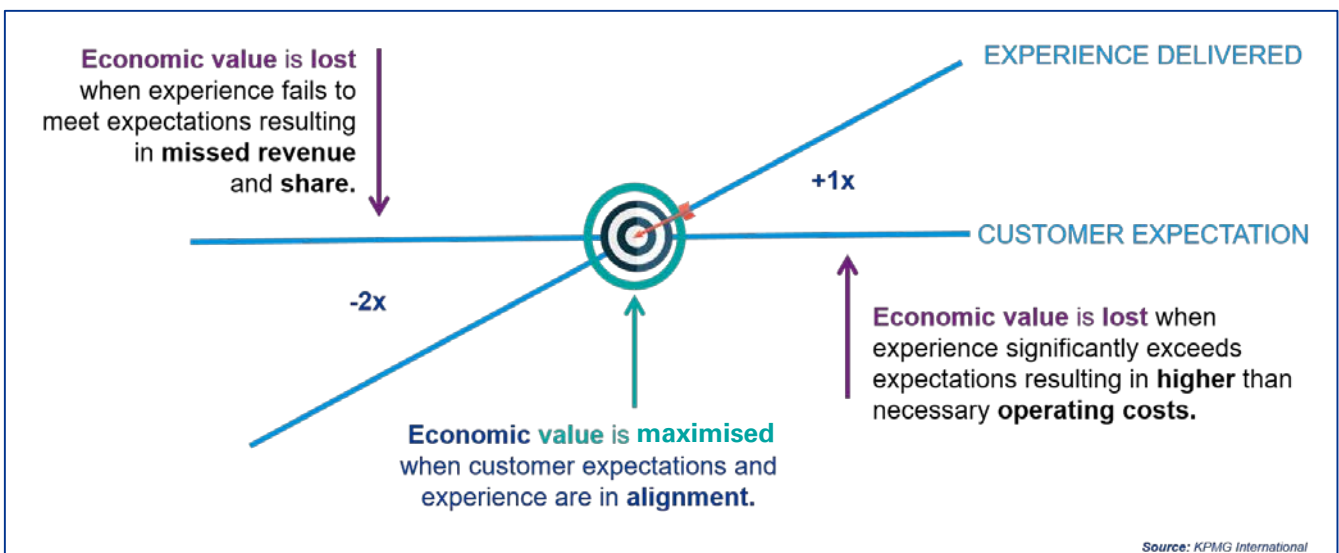 Economic value is lost
when experience fails to
meet expectations resulting
in missed revenue
and share.
EXPERIENCE DELIVERED
+1x
CUSTOMER EXPECTATION
-2x
Economic value is lost when
experience significantly exceeds
expectations resulting in higher than
necessary operating costs.
Economic value is maximised
when customer expectations and
experience are in alignment.
Source: KPMG International